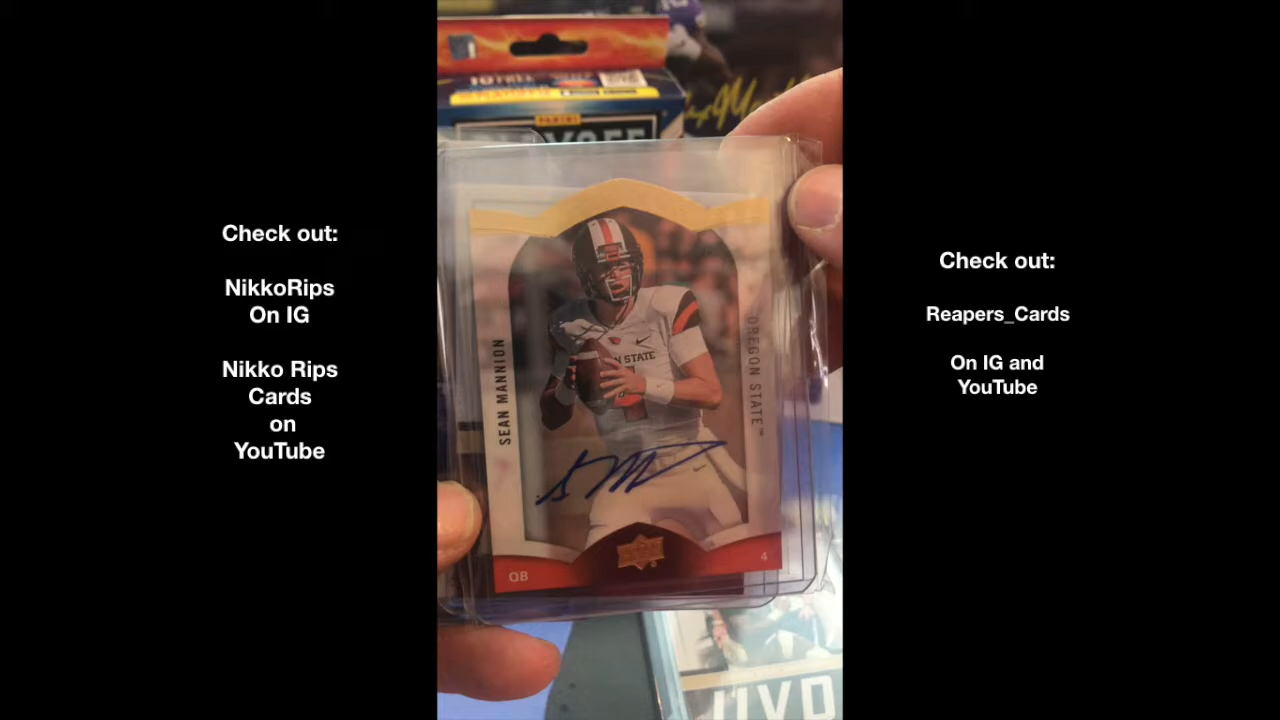 Check out:
NikkoRips
On IG
Nikko Rips
Cards
on
YouTube
PANINI
SEAN MANNION
OREGON STATE™
STATE
QB
4
Check out:
Reapers_Cards
On IG and
YouTube